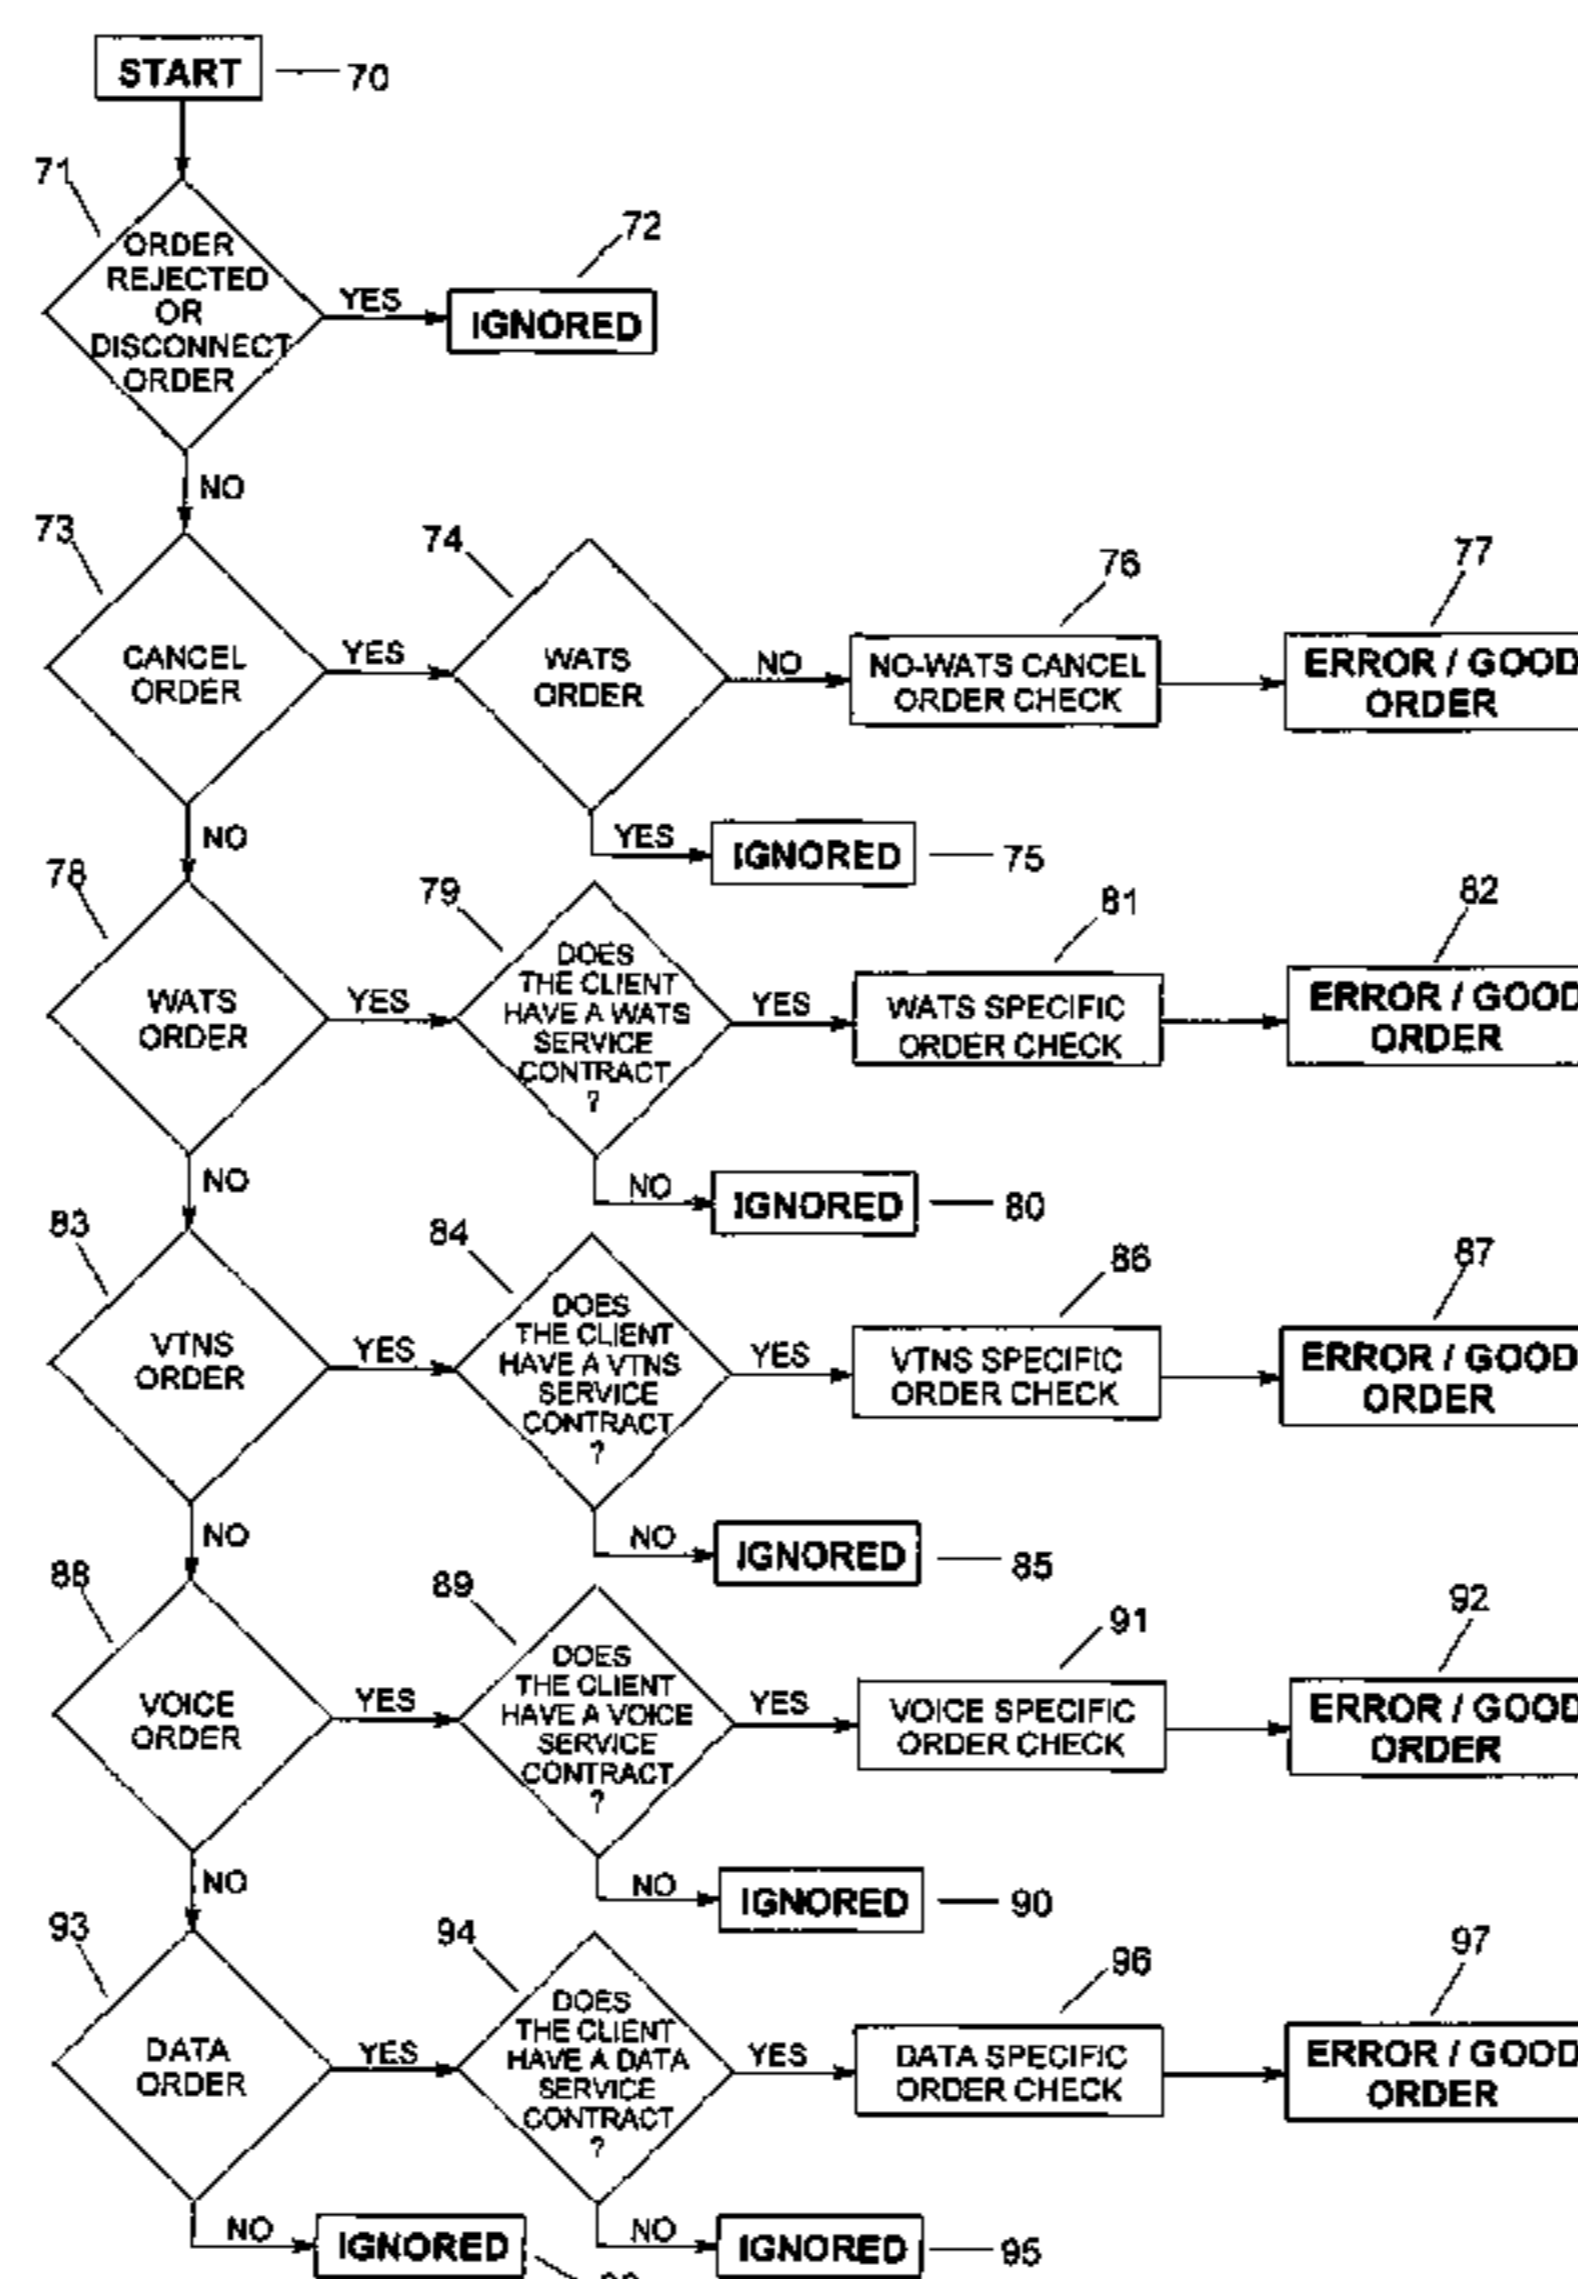 START
70
71
ORDER
REJECTED
OR
DISCONNECT
ORDER
YES
72
IGNORED
NO
73
CANCEL
ORDER
YES
74
WATS
ORDER
NO
76
NO-WATS CANCEL
ORDER CHECK
77
ERROR / GOOD
ORDER
YES
IGNORED
75
NO
78
WATS
ORDER
YES
79
DOES
THE CLIENT
HAVE A WATS
SERVICE
CONTRACT
?
YES
81
WATS SPECIFIC
ORDER CHECK
82
ERROR / GOOD
ORDER
NO
IGNORED
80
NO
83
VTNS
ORDER
YES
84
DOES
THE CLIENT
HAVE A VTNS
SERVICE
CONTRACT
?
YES
86
VTNS SPECIFIC
ORDER CHECK
87
ERROR / GOOD
ORDER
NO
IGNORED
85
NO
88
VOICE
ORDER
YES
89
DOES
THE CLIENT
HAVE A VOICE
SERVICE
CONTRACT
?
YES
91
VOICE SPECIFIC
ORDER CHECK
92
ERROR / GOOD
ORDER
NO
IGNORED
90
NO
93
DATA
ORDER
YES
94
DOES
THE CLIENT
HAVE A DATA
SERVICE
CONTRACT
?
YES
96
DATA SPECIFIC
ORDER CHECK
97
ERROR / GOOD
ORDER
NO
IGNORED
NO
IGNORED
95